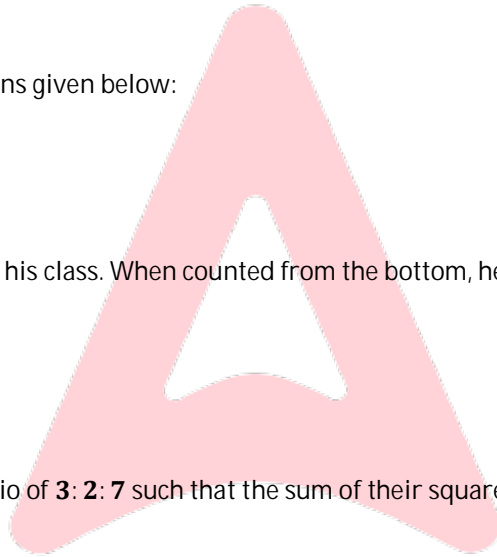 ns given below:
his class. When counted from the bottom, he
io of 3: 2: 7 such that the sum of their square